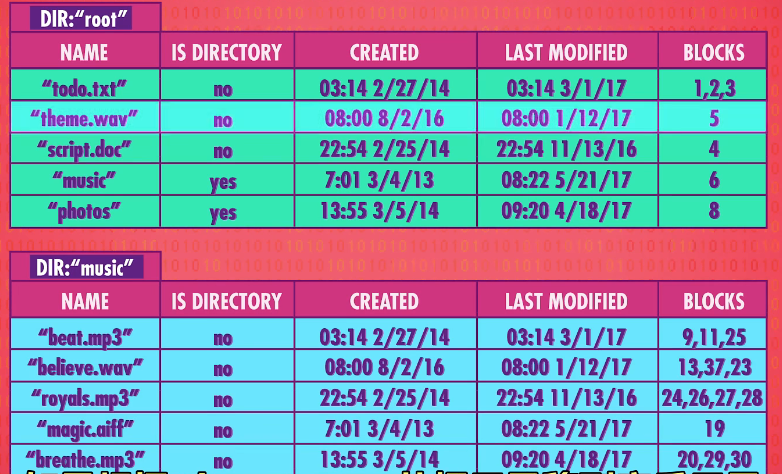 DIR:“root”
NAME IS DIRECTORY CREATED LAST MODIFIED BLOCKS
“todo.txt” no 03:14 2/27/14 03:14 3/1/17 1,2,3
“theme.wav” no 08:00 8/2/16 08:00 1/12/17 5
“script.doc” no 22:54 2/25/14 22:54 11/13/16 4
“music” yes 7:01 3/4/13 08:22 5/21/17 6
“photos” yes 13:55 3/5/14 09:20 4/18/17 8
DIR:“music”
NAME IS DIRECTORY CREATED LAST MODIFIED BLOCKS
“beat.mp3” no 03:14 2/27/14 03:14 3/1/17 9,11,25
“believe.wav” no 08:00 8/2/16 08:00 1/12/17 13,37,23
“royals.mp3” no 22:54 2/25/14 22:54 11/13/16 24,26,27,28
“magic.aiff” no 7:01 3/4/13 08:22 5/21/17 19
“breathe.mp3” no 13:55 3/5/14 09:20 4/18/17 20,29,30